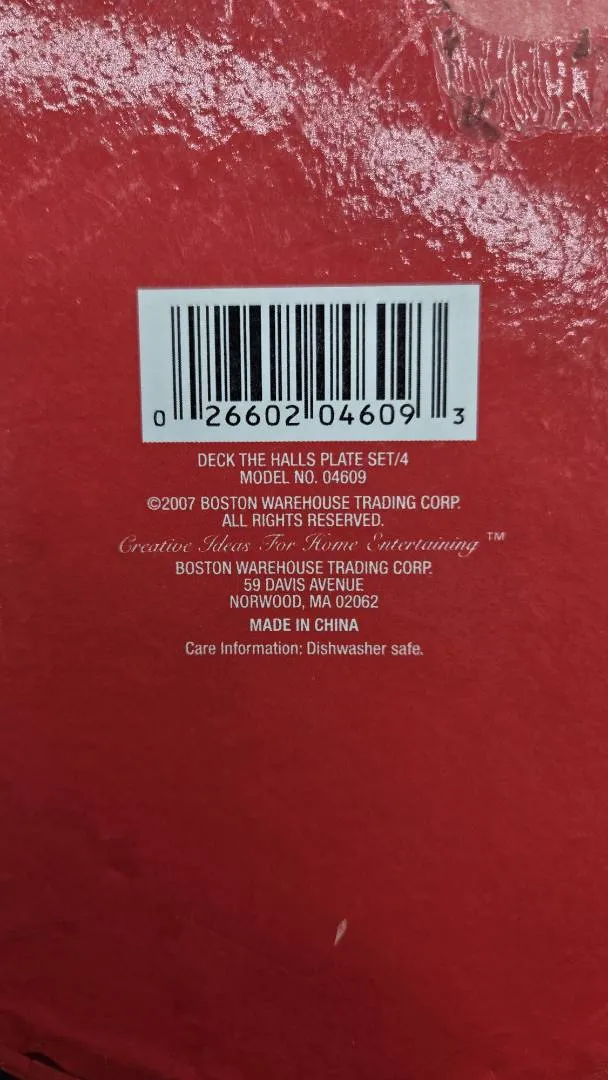 0 26602 04609 3
DECK THE HALLS PLATE SET/4
MODEL NO. 04609
©2007 BOSTON WAREHOUSE TRADING CORP.
ALL RIGHTS RESERVED.
Creative Ideas For Home Entertaining ™
BOSTON WAREHOUSE TRADING CORP.
59 DAVIS AVENUE
NORWOOD, MA 02062
MADE IN CHINA
Care Information: Dishwasher safe.